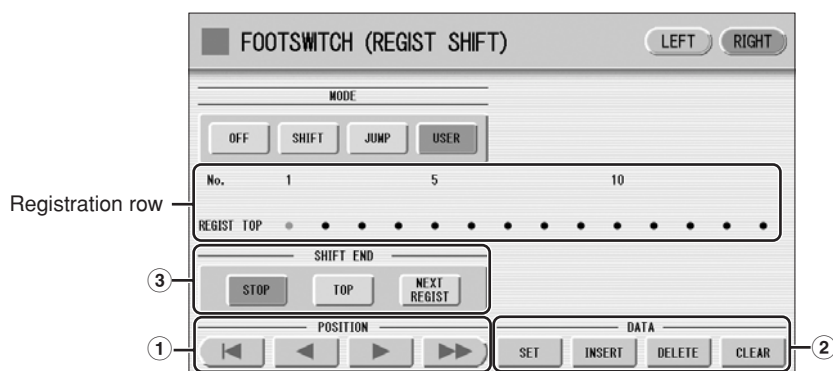 FOOTSWITCH (REGIST SHIFT) LEFT RIGHT
MODE
OFF SHIFT JUMP USER
No. 1 5 10
Registration row
REGIST TOP
SHIFT END
③ STOP TOP NEXT REGIST
POSITION DATA
① SET INSERT DELETE CLEAR ②